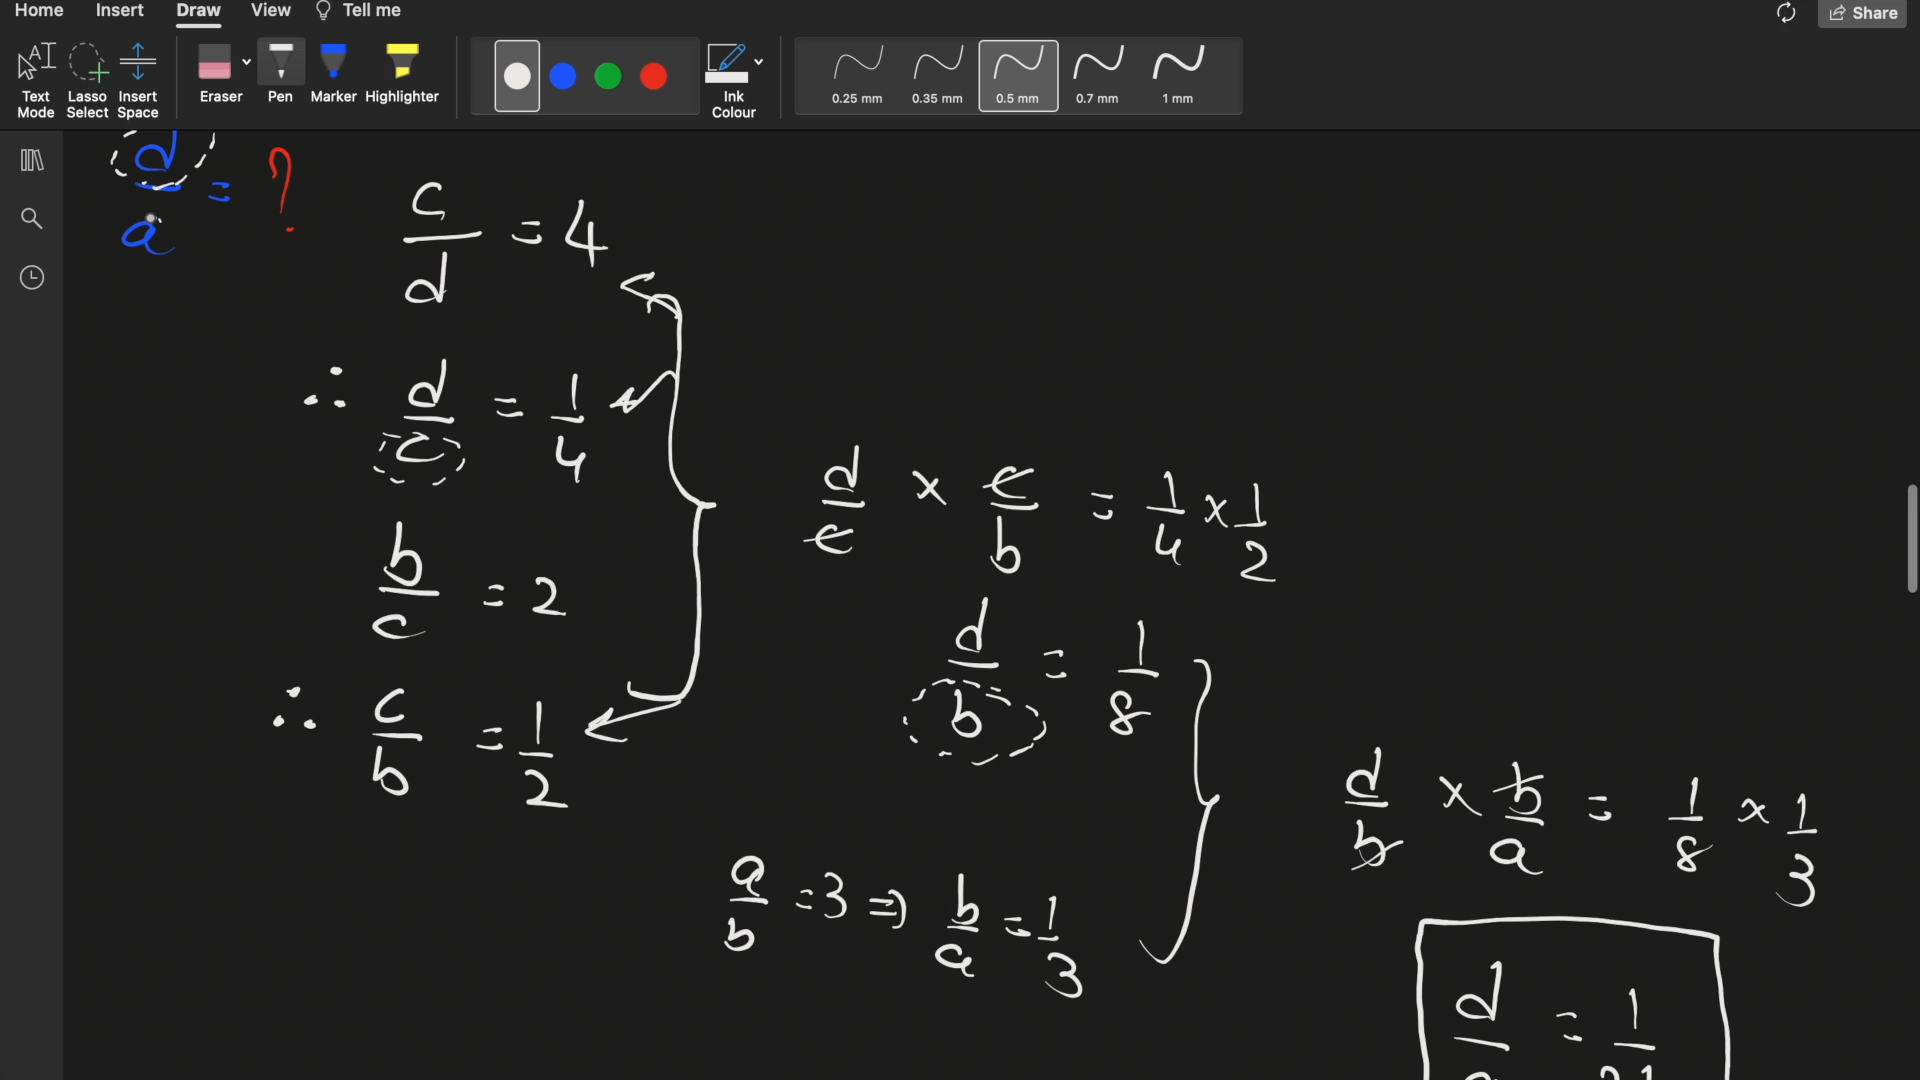 Home Insert Draw View Tell me Share
Text Mode Lasso Select Insert Space Eraser Pen Marker Highlighter Ink Colour 0.25 mm 0.35 mm 0.5 mm 0.7 mm 1 mm
d/a = ?
c/d = 4
∴ d/c = 1/4
b/c = 2
∴ c/b = 1/2
d/c × c/b = 1/4 × 1/2
d/b = 1/8
a/b = 3 ⇒ b/a = 1/3
d/b × b/a = 1/8 × 1/3
d = 1